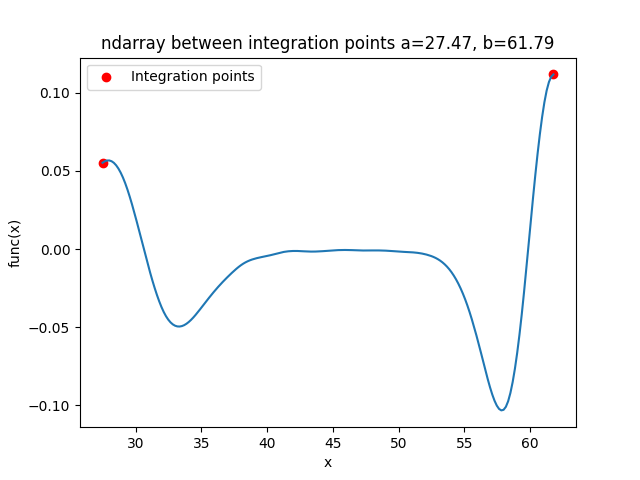 ndarray between integration points a=27.47, b=61.79
Integration points
0.10
0.05
0.00
−0.05
−0.10
func(x)
30 35 40 45 50 55 60
x